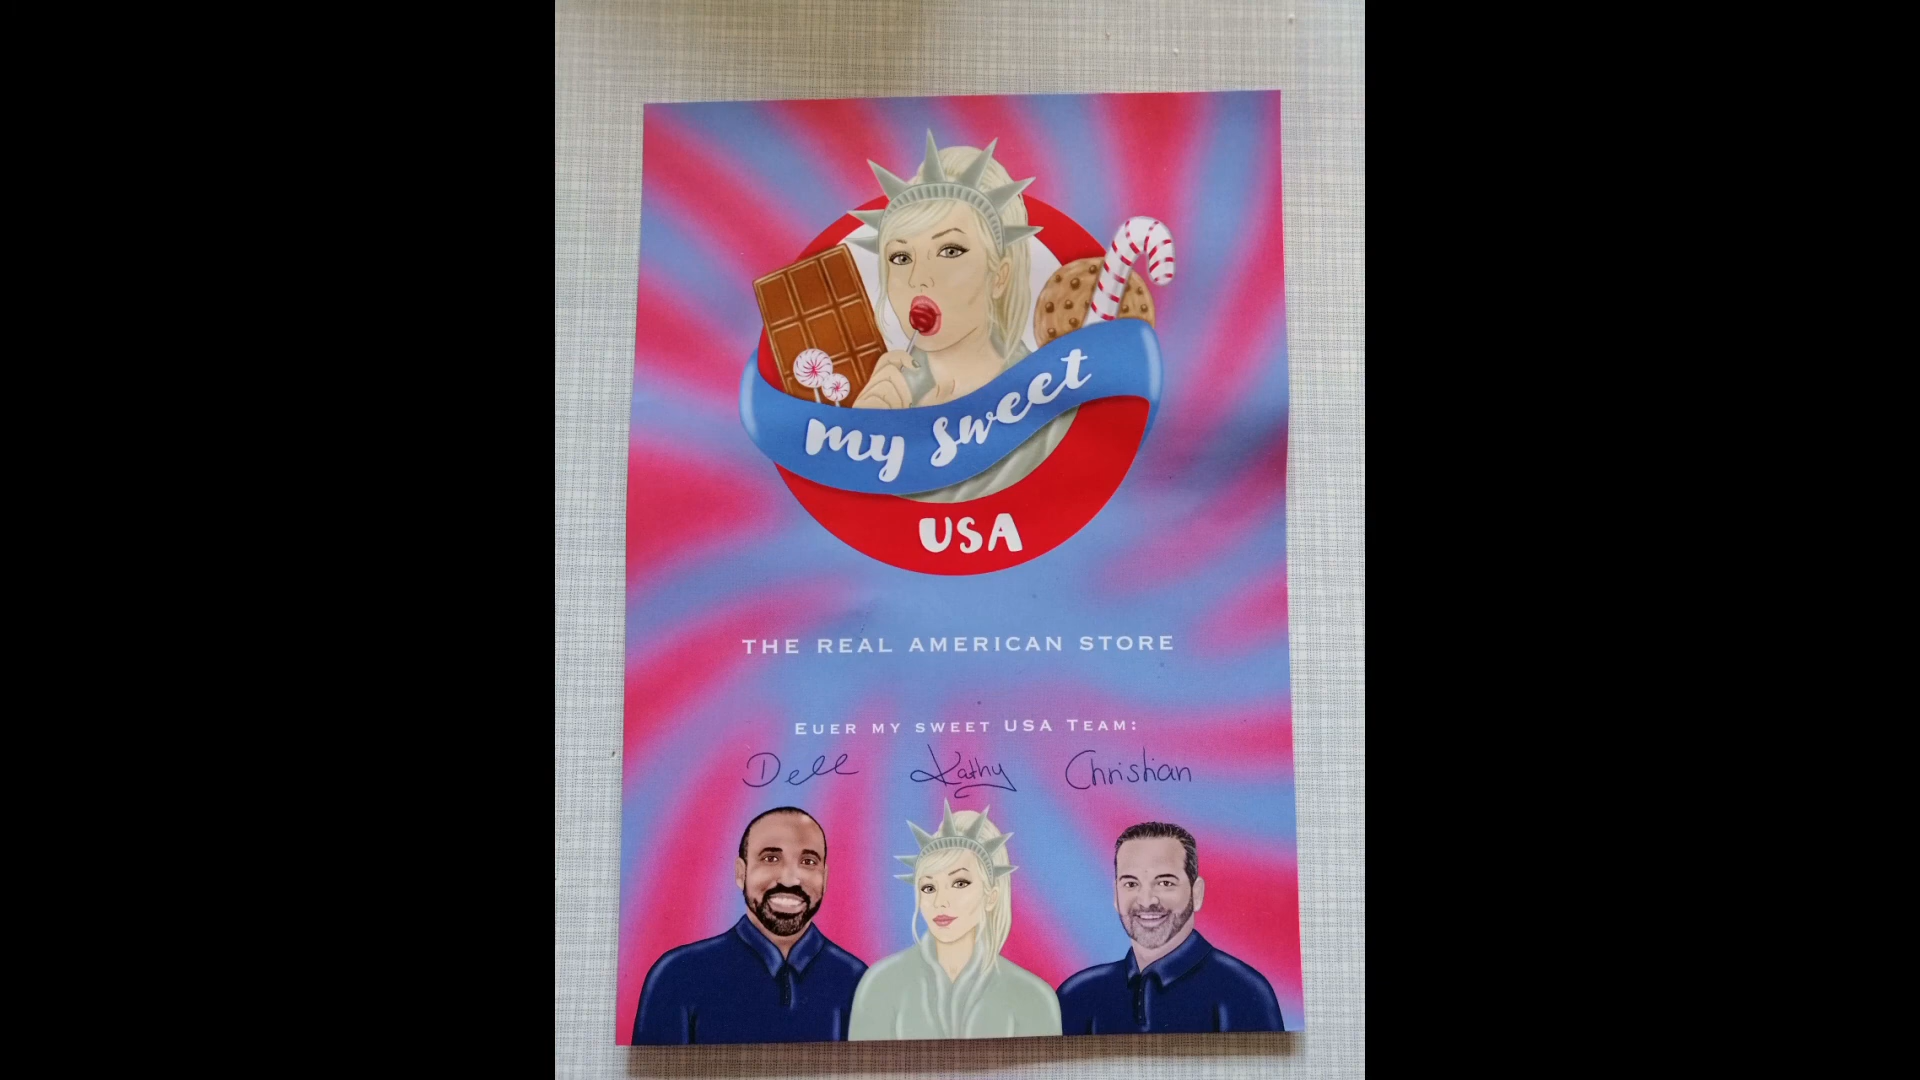 my sweet
USA
THE REAL AMERICAN STORE
EUER MY SWEET USA TEAM:
Dell Kathy Christian